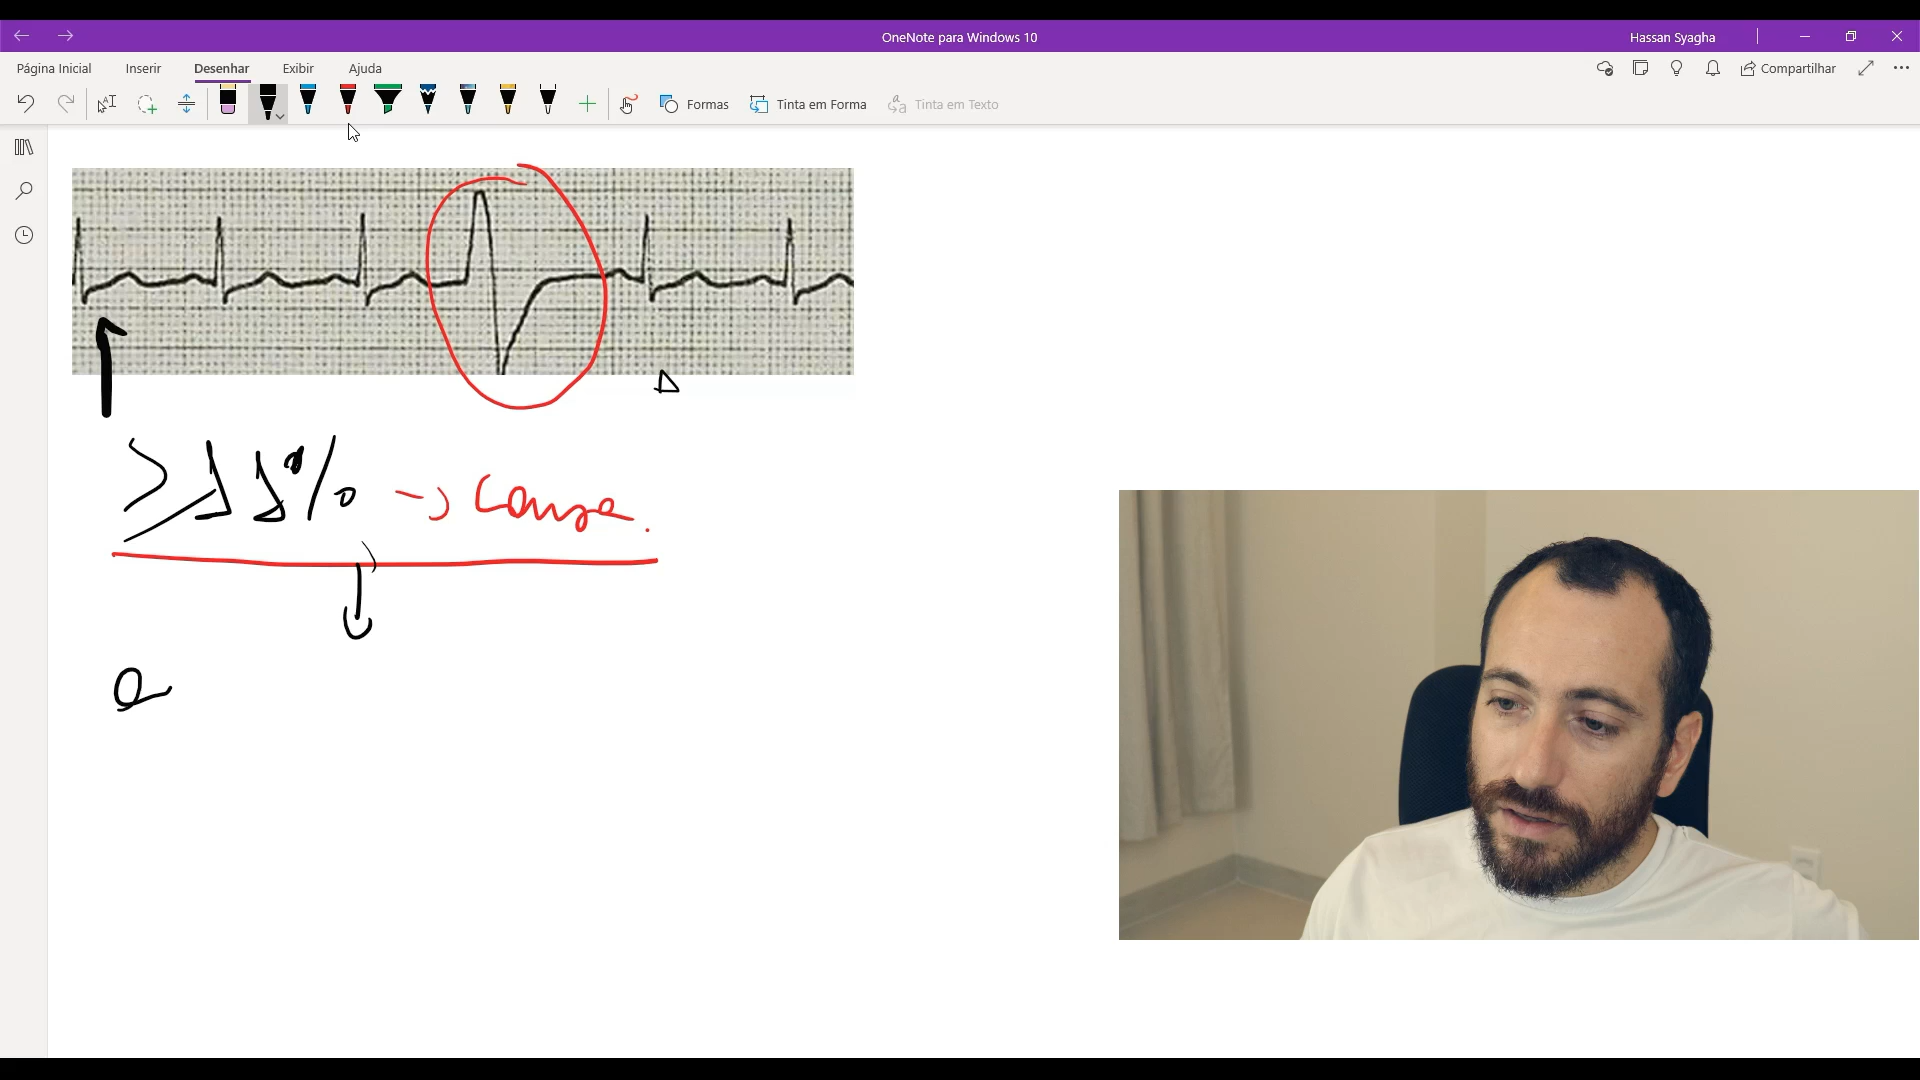 OneNote para Windows 10
Hassan Syagha
Página Inicial
Inserir
Desenhar
Exibir
Ajuda
Compartilhar
Formas
Tinta em Forma
Tinta em Texto
Causa.